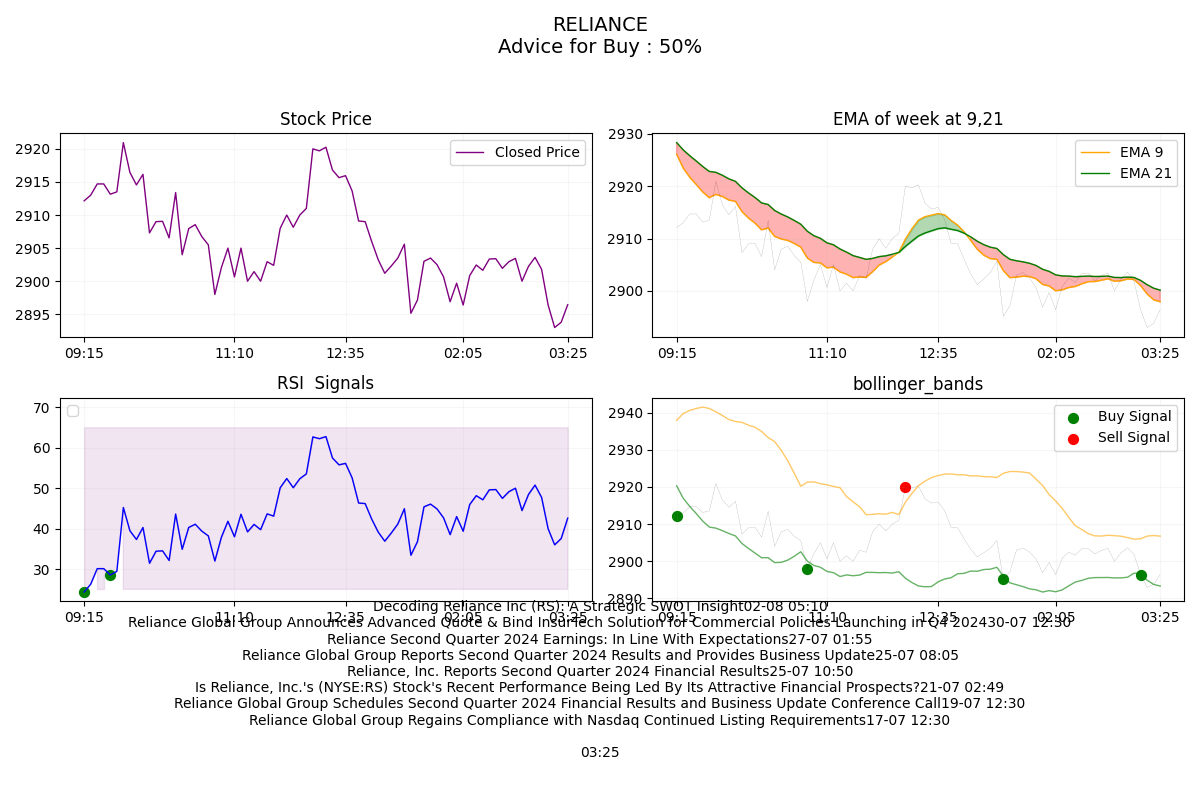 RELIANCE
Advice for Buy : 50%
Stock Price
2920
2915
2910
2905
2900
2895
Closed Price
09:15 11:10 12:35 02:05 03:25
EMA of week at 9,21
2930
2920
2910
2900
EMA 9
EMA 21
09:15 11:10 12:35 02:05 03:25
RSI  Signals
70
60
50
40
30
09:15 11:10 12:35 02:05 03:25
bollinger_bands
2940
2930
2920
2910
2900
2890
Buy Signal
Sell Signal
09:15 11:10 12:35 02:05 03:25
Decoding Reliance Inc (RS): A Strategic SWOT Insight02-08 05:10
Reliance Global Group Announces Advanced Quote & Bind InsurTech Solution for Commercial Policies Launching in Q4 202430-07 12:30
Reliance Second Quarter 2024 Earnings: In Line With Expectations27-07 01:55
Reliance Global Group Reports Second Quarter 2024 Results and Provides Business Update25-07 08:05
Reliance, Inc. Reports Second Quarter 2024 Financial Results25-07 10:50
Is Reliance, Inc.'s (NYSE:RS) Stock's Recent Performance Being Led By Its Attractive Financial Prospects?21-07 02:49
Reliance Global Group Schedules Second Quarter 2024 Financial Results and Business Update Conference Call19-07 12:30
Reliance Global Group Regains Compliance with Nasdaq Continued Listing Requirements17-07 12:30
03:25